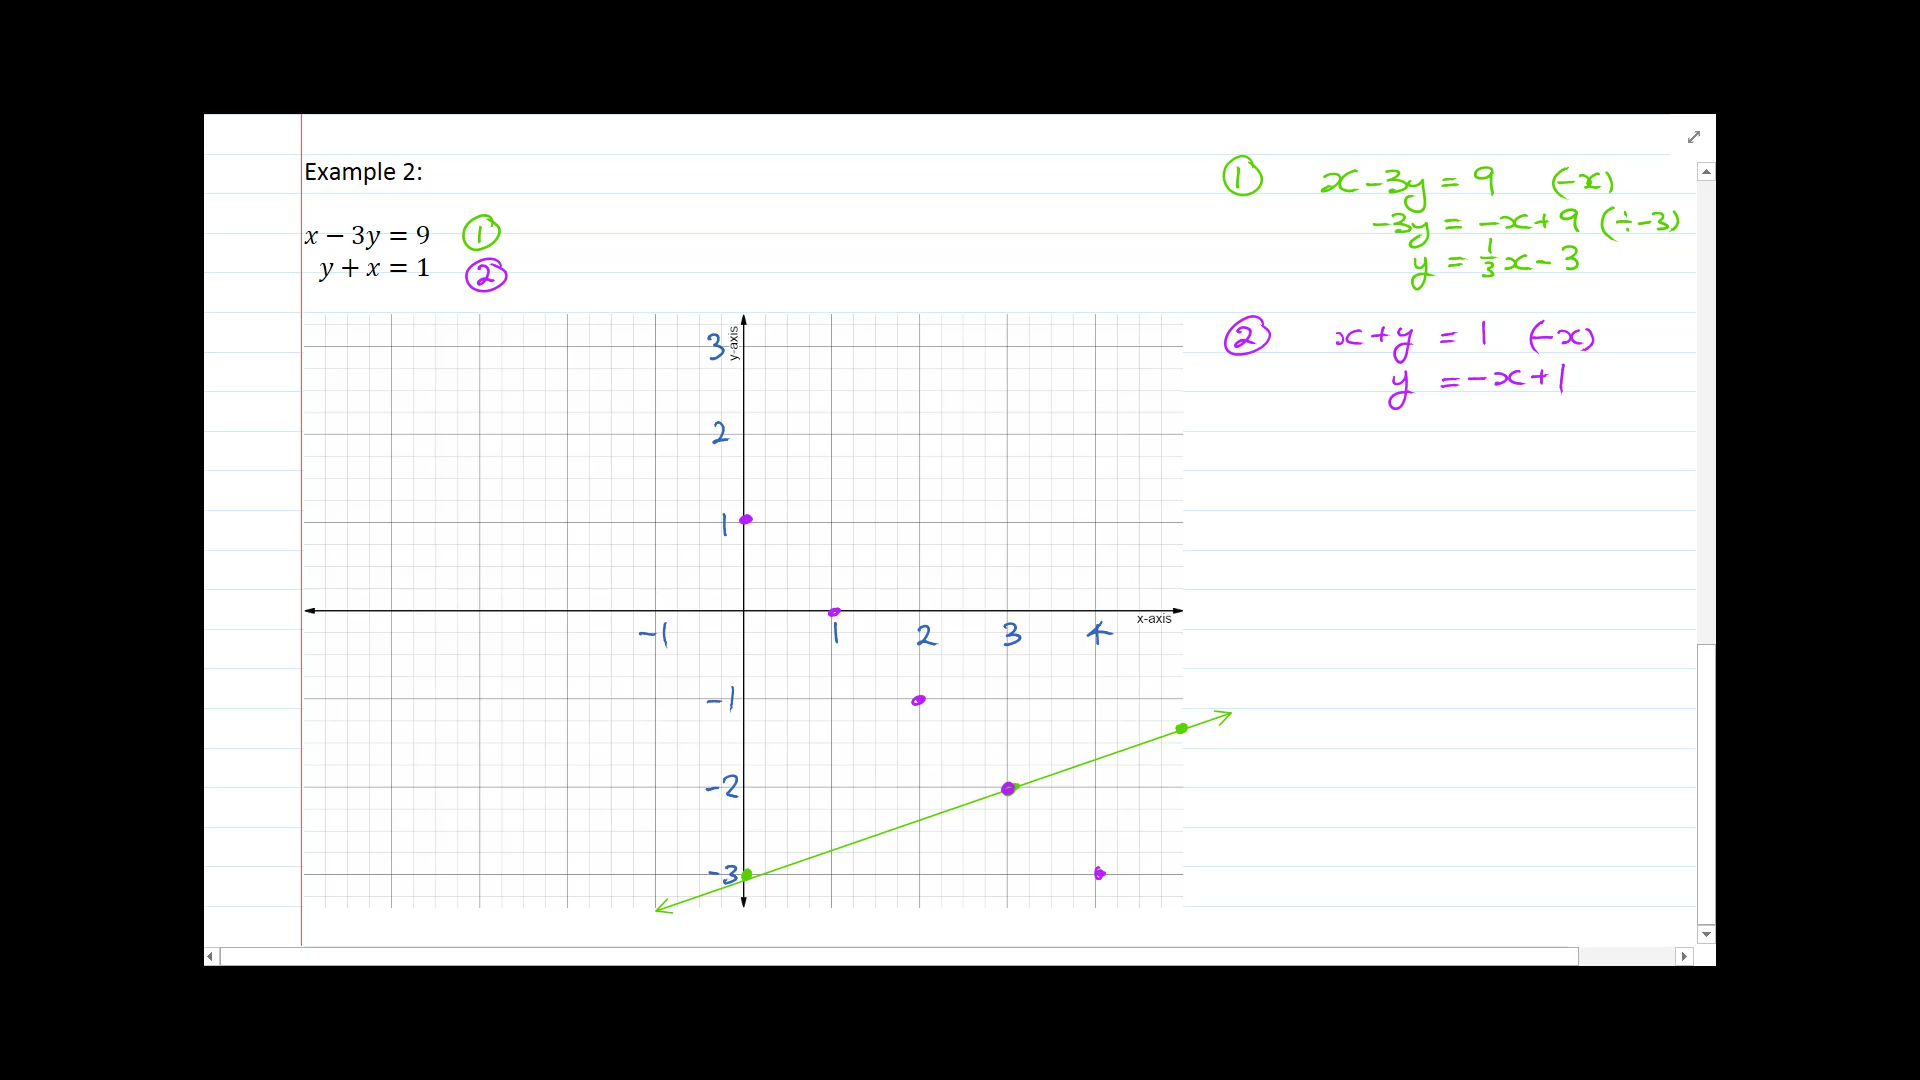 Example 2:
x − 3y = 9 ①
y + x = 1 ②
① x − 3y = 9 (−x)
−3y = −x + 9 (÷ −3)
y = 1/3 x − 3
② x + y = 1 (−x)
y = −x + 1
y-axis
3
2
1
−1 1 2 3 4
x-axis
−1
−2
−3